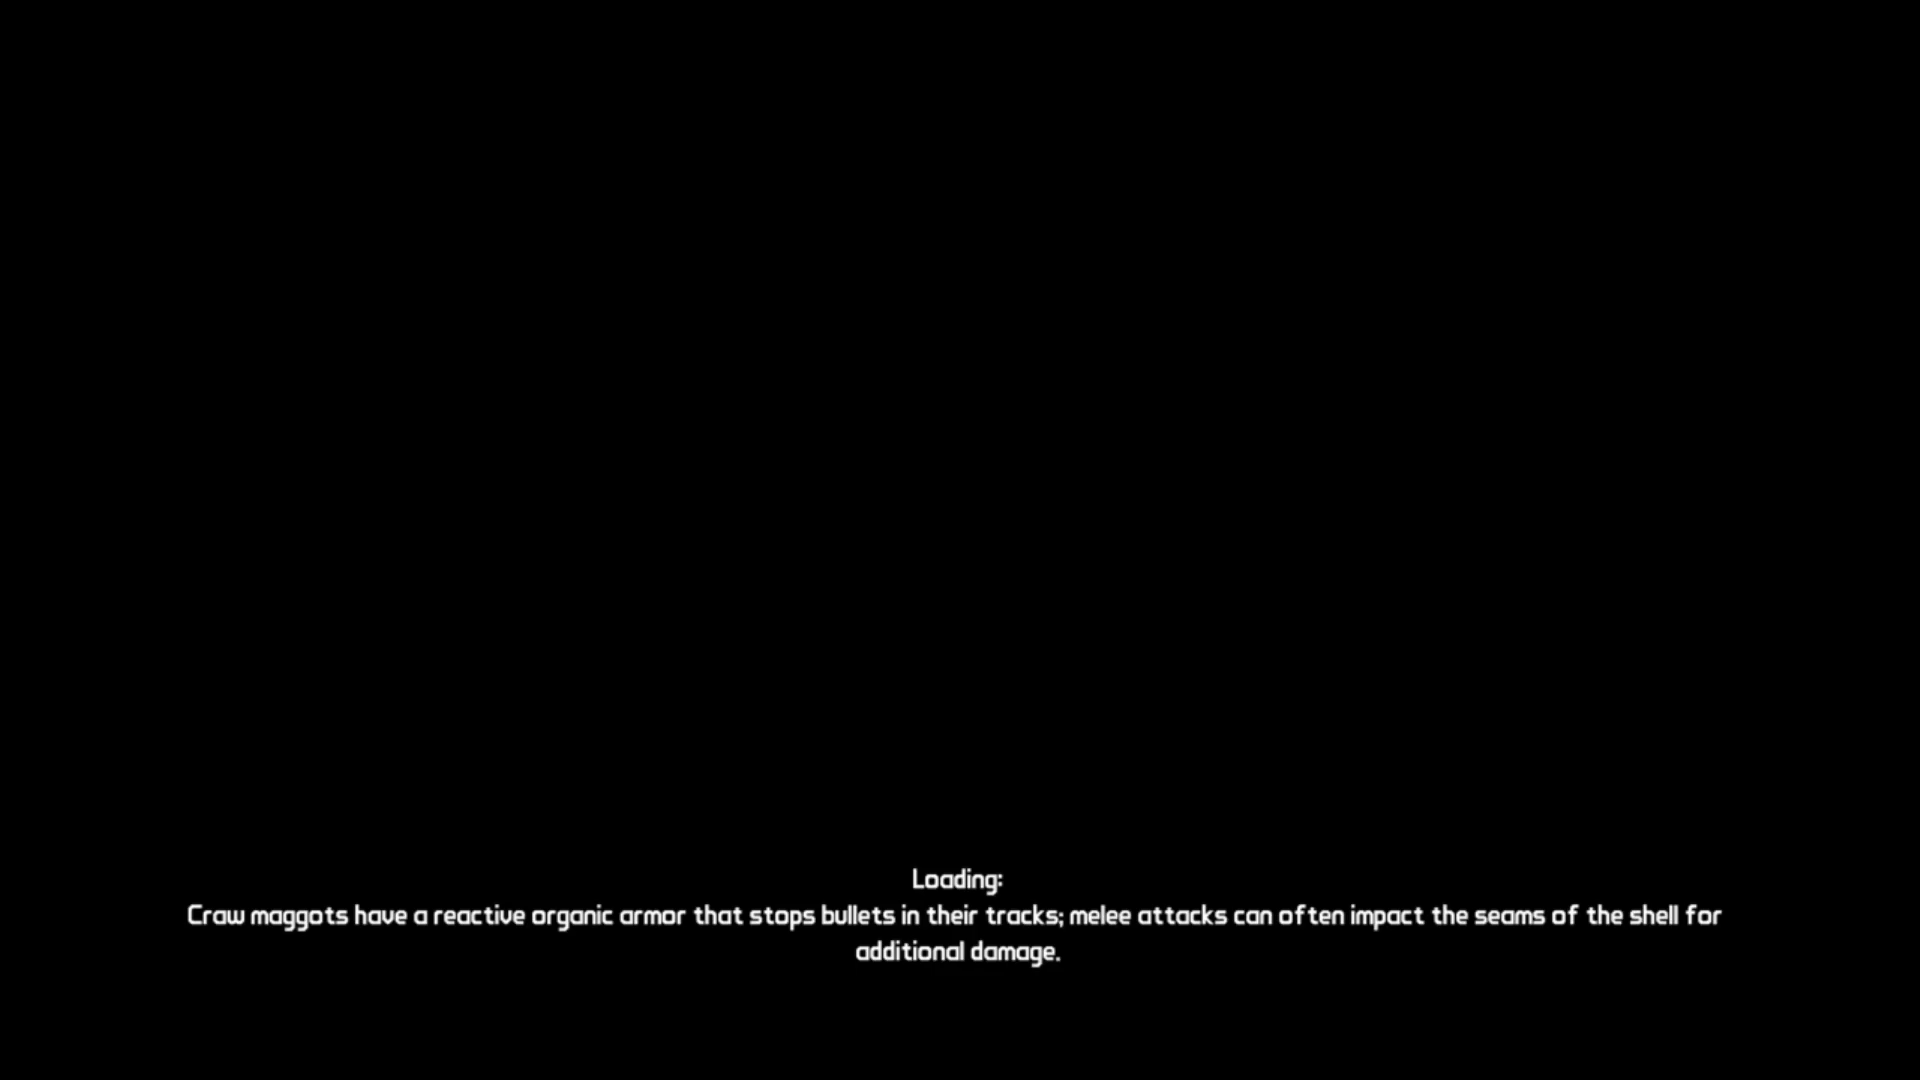 Loading:
Craw maggots have a reactive organic armor that stops bullets in their tracks; melee attacks can often impact the seams of the shell for
additional damage.